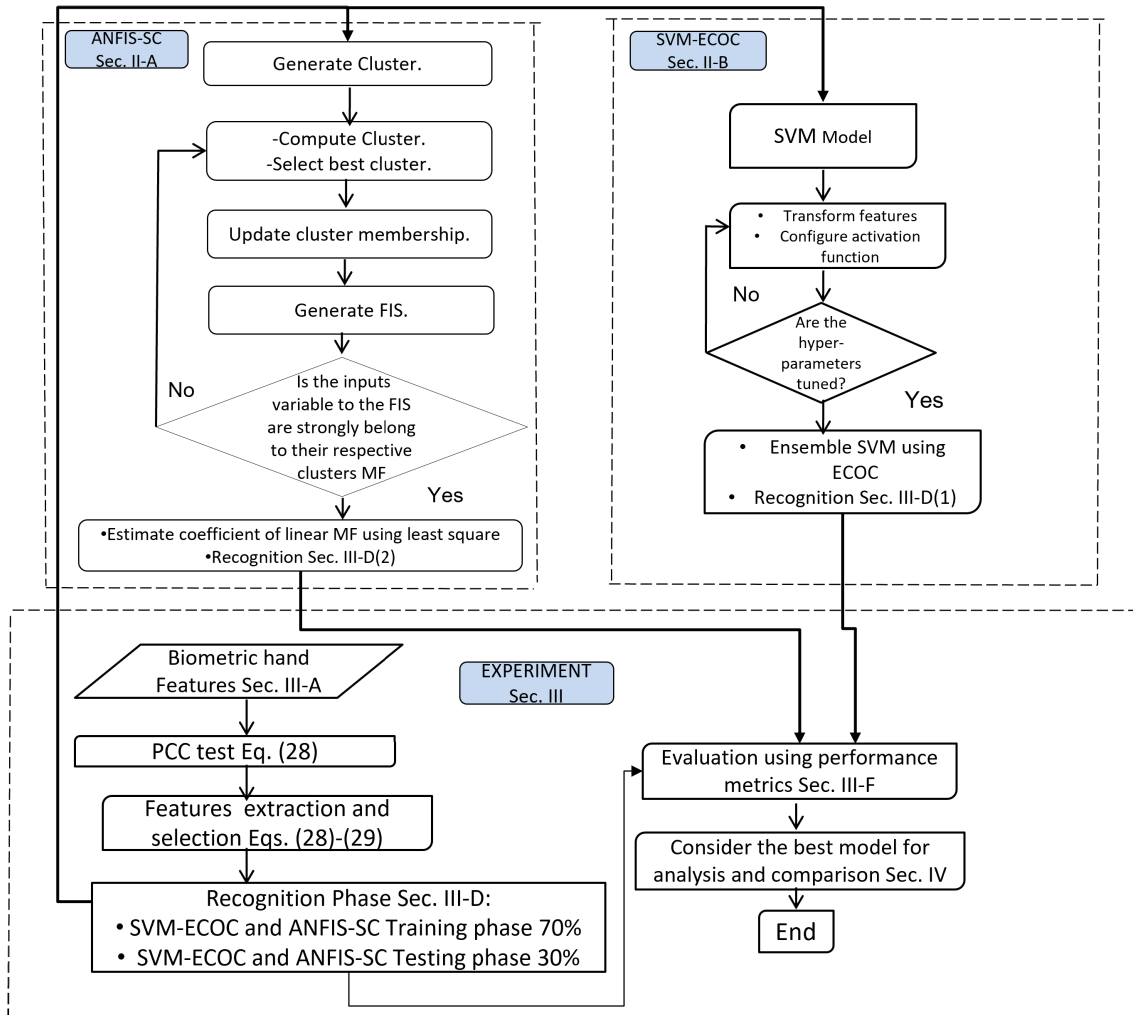 ANFIS-SC
Sec. II-A
Generate Cluster.
-Compute Cluster.
-Select best cluster.
Update cluster membership.
Generate FIS.
Is the inputs
variable to the FIS
are strongly belong
to their respective
clusters MF
No
Yes
•Estimate coefficient of linear MF using least square
•Recognition Sec. III-D(2)
SVM-ECOC
Sec. II-B
SVM Model
• Transform features
• Configure activation
function
No
Are the
hyper-
parameters
tuned?
Yes
• Ensemble SVM using
ECOC
• Recognition Sec. III-D(1)
EXPERIMENT
Sec. III
Biometric hand
Features Sec. III-A
PCC test Eq. (28)
Features extraction and
selection Eqs. (28)-(29)
Recognition Phase Sec. III-D:
• SVM-ECOC and ANFIS-SC Training phase 70%
• SVM-ECOC and ANFIS-SC Testing phase 30%
Evaluation using performance
metrics Sec. III-F
Consider the best model for
analysis and comparison Sec. IV
End